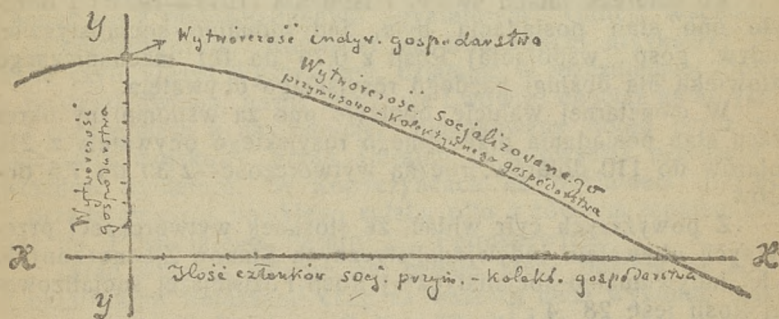 Y
Wytwórczość indyw. gospodarstwa
Wytwórczość socjalizowanego
przymusowo-kolektywnego gospodarstwa
Wytwórczość
gospodarstwa
X X
Ilość członków socj. przym.-kolekt. gospodarstwa
Y